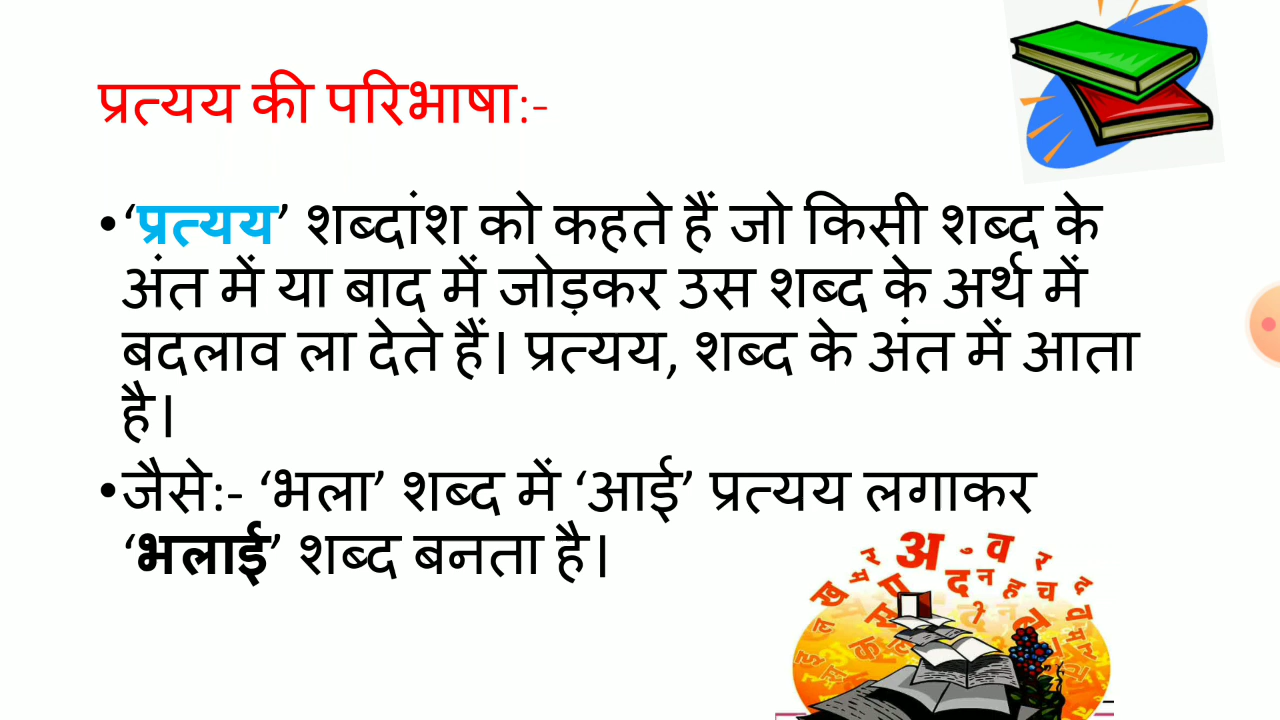 प्रत्यय की परिभाषा:-
•‘प्रत्यय’ शब्दांश को कहते हैं जो किसी शब्द के
अंत में या बाद में जोड़कर उस शब्द के अर्थ में
बदलाव ला देते हैं। प्रत्यय, शब्द के अंत में आता
है।
•जैसे:- ‘भला’ शब्द में ‘आई’ प्रत्यय लगाकर
‘भलाई’ शब्द बनता है।